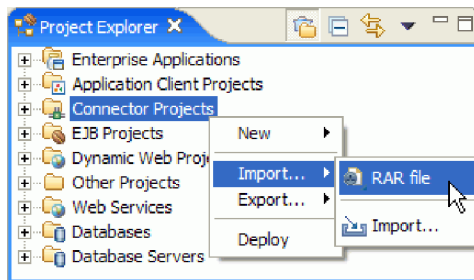 Project Explorer
Enterprise Applications
Application Client Projects
Connector Projects
EJB Projects
Dynamic Web Proj
Other Projects
Web Services
Databases
Database Servers
New
Import...
Export...
Deploy
RAR file
Import...